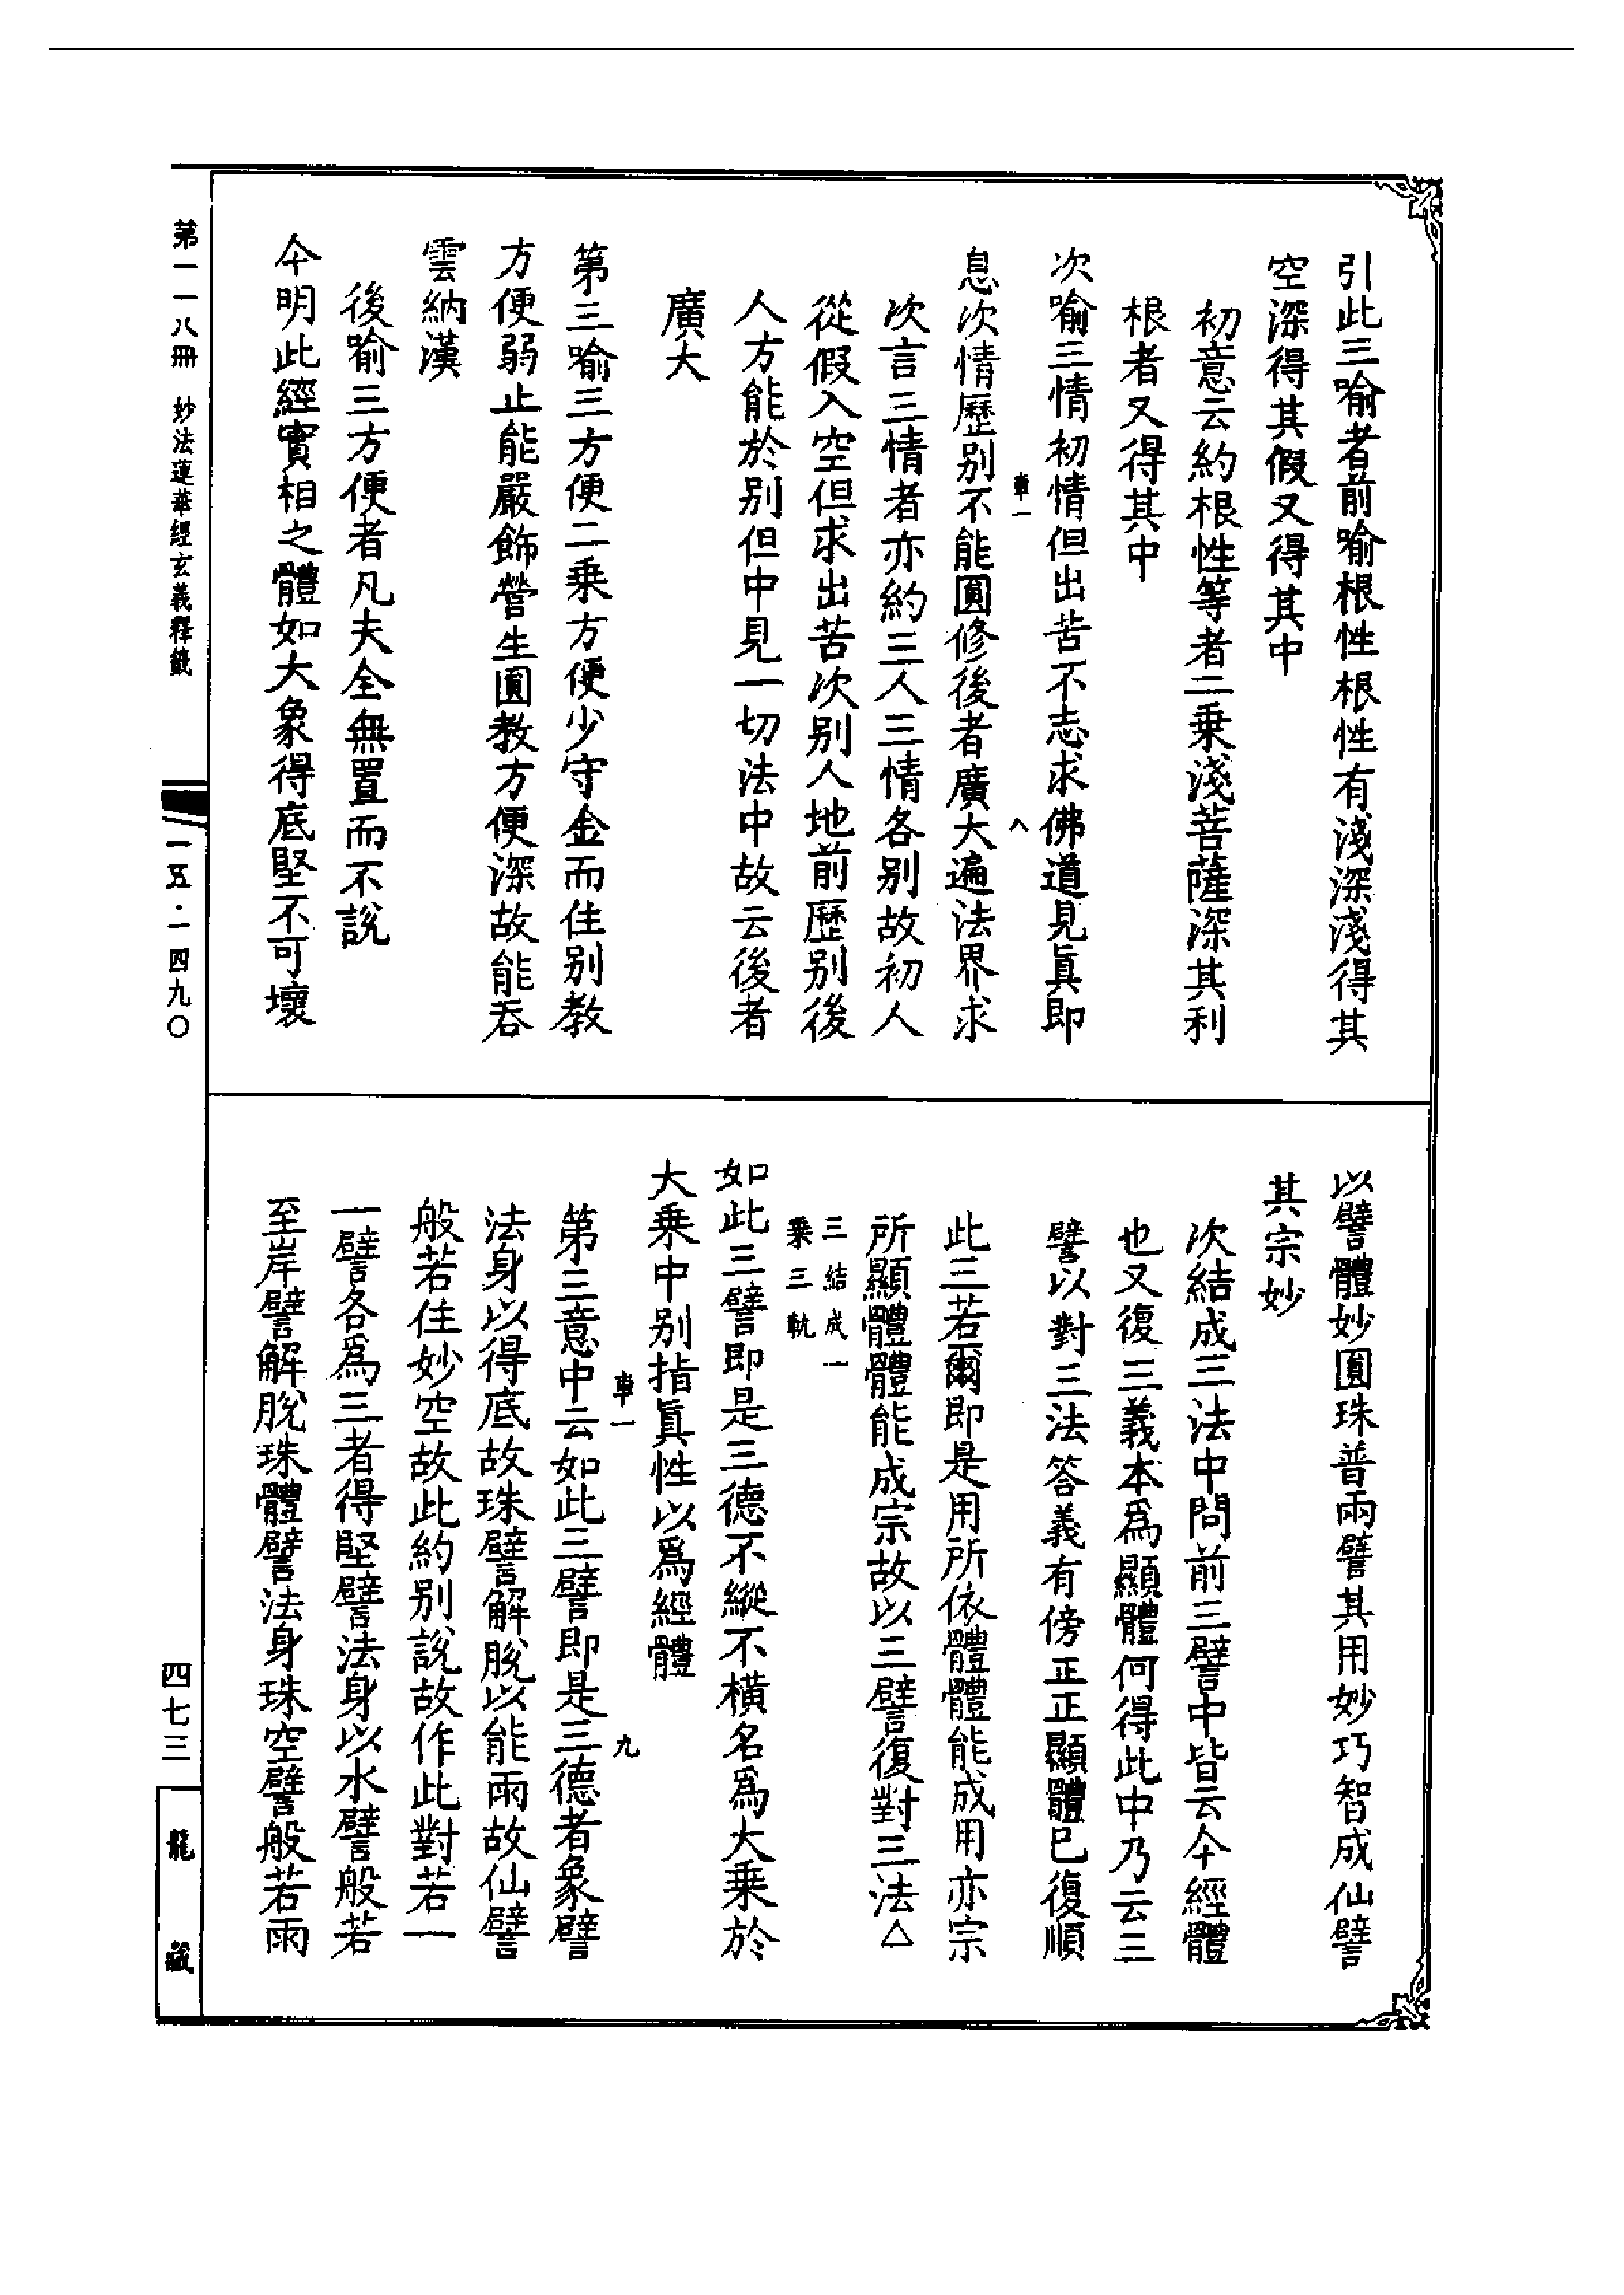 引此三喻者前喻根性根性有淺深淺得其
空深得其假又得其中
初意云約根性等者二乘淺菩薩深其利
根者又得其中
次喻三情初情但出苦不志求佛道見眞即
車一
八
息次情歷別不能圓修後者廣大遍法界求
次言三情者亦約三人三情各別故初人
從假入空但求出苦次別人地前歷別後
人方能於別但中見一切法中故云後者
廣大
第三喻三方便二乘方便少守金而住別教
方便弱止能嚴飾營生圓教方便深故能吞
雲納漢
後喻三方便者凡夫全無置而不說
今明此經實相之體如大象得底堅不可壞
以譬體妙圓珠普雨譬其用妙巧智成仙譬
其宗妙
次結成三法中問前三譬中皆云今經體
也又復三義本爲顯體何得此中乃云三
譬以對三法答義有傍正正顯體已復順
此三若爾即是用所依體體能成用亦宗
所顯體體能成宗故以三譬復對三法△
三結成一
乘三軌
如此三譬即是三德不縱不橫名爲大乘於
大乘中別指眞性以爲經體
車一
九
第三意中云如此三譬即是三德者象譬
法身以得底故珠譬解脫以能雨故仙譬
般若住妙空故此約別說故作此對若一
一譬各爲三者得堅譬法身以水譬般若
至岸譬解脫珠體譬法身珠空譬般若雨
第一一八冊 妙法蓮華經玄義釋籤
一五·一四九〇
四七三
龍藏